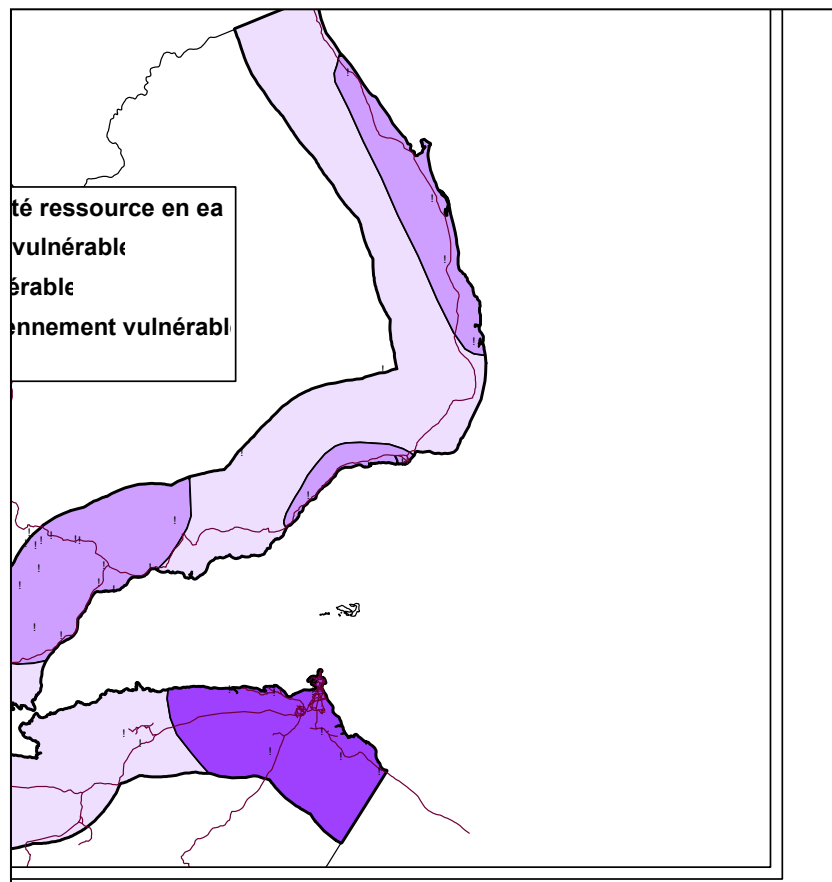 té ressource en ea
vulnérable
érable
ennement vulnérabl